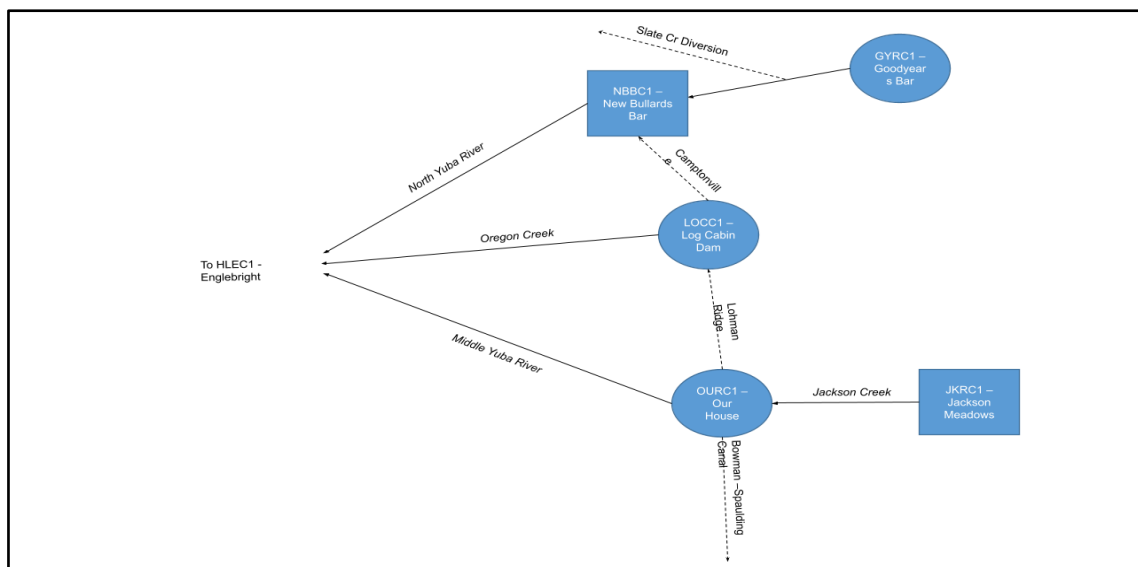 Slate Cr Diversion
GYRC1 –
Goodyear
s Bar
NBBC1 –
New Bullards
Bar
North Yuba River
Camptonvill
e
LOCC1 –
Log Cabin
Dam
Oregon Creek
To HLEC1 -
Englebright
Lohman
Ridge
Middle Yuba River
OURC1 –
Our
House
Jackson Creek
JKRC1 –
Jackson
Meadows
Bowman –Spaulding
Canal